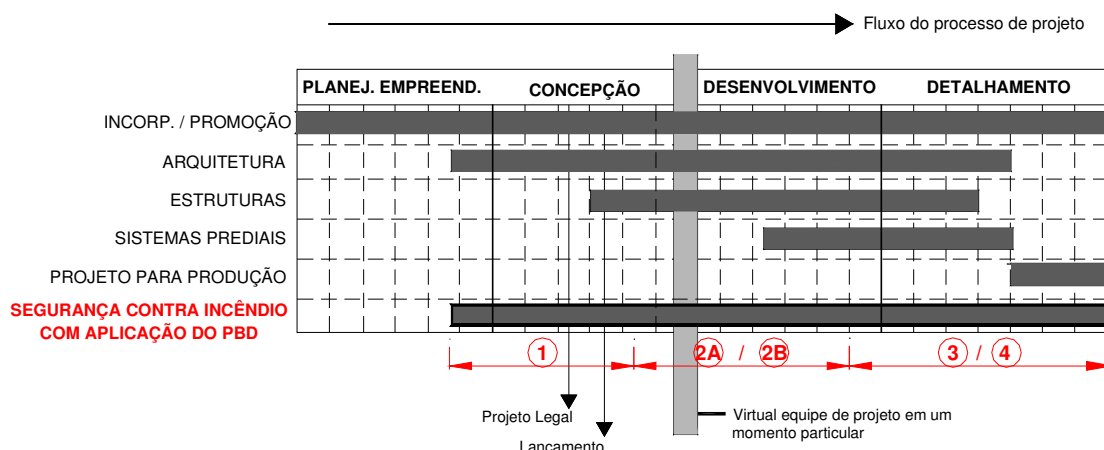 Fluxo do processo de projeto
PLANEJ. EMPREEND. CONCEPÇÃO DESENVOLVIMENTO DETALHAMENTO
INCORP. / PROMOÇÃO
ARQUITETURA
ESTRUTURAS
SISTEMAS PREDIAIS
PROJETO PARA PRODUÇÃO
SEGURANÇA CONTRA INCÊNDIO
COM APLICAÇÃO DO PBD
1 2A / 2B 3 / 4
Projeto Legal
Lançamento
Virtual equipe de projeto em um
momento particular